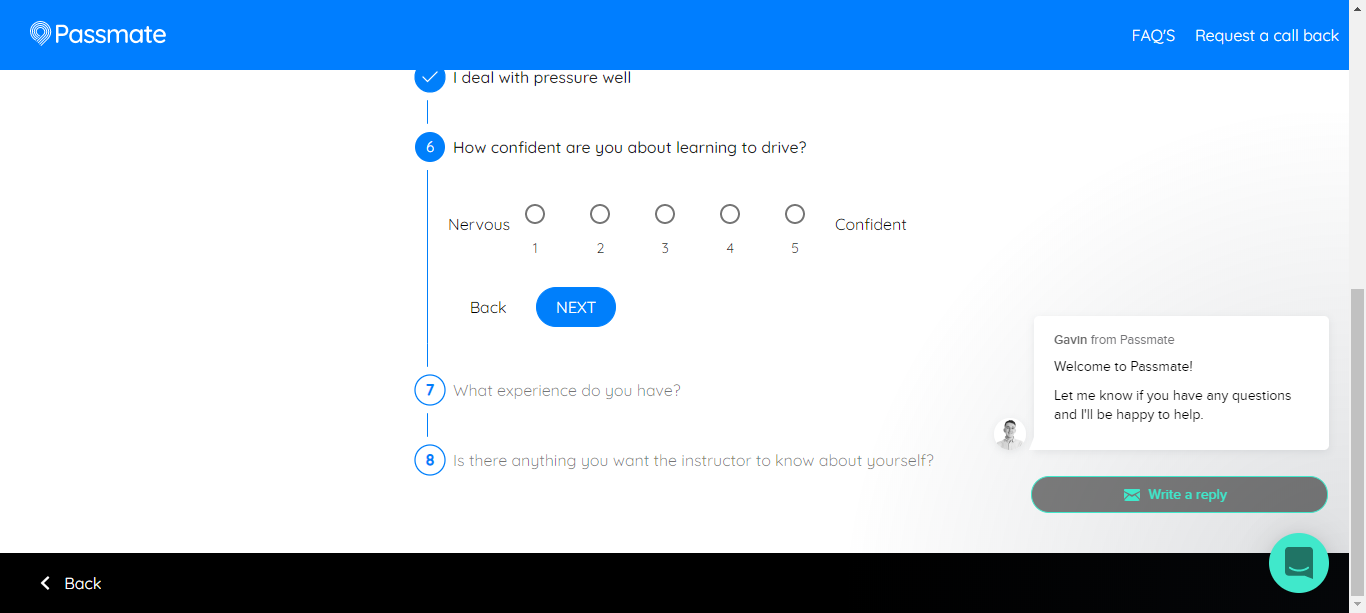 Passmate
FAQ'S
Request a call back
I deal with pressure well
6
How confident are you about learning to drive?
Nervous
Confident
1 2 3 4 5
Back
NEXT
7
What experience do you have?
8
Is there anything you want the instructor to know about yourself?
Gavin from Passmate
Welcome to Passmate!
Let me know if you have any questions
and I'll be happy to help.
Write a reply
Back